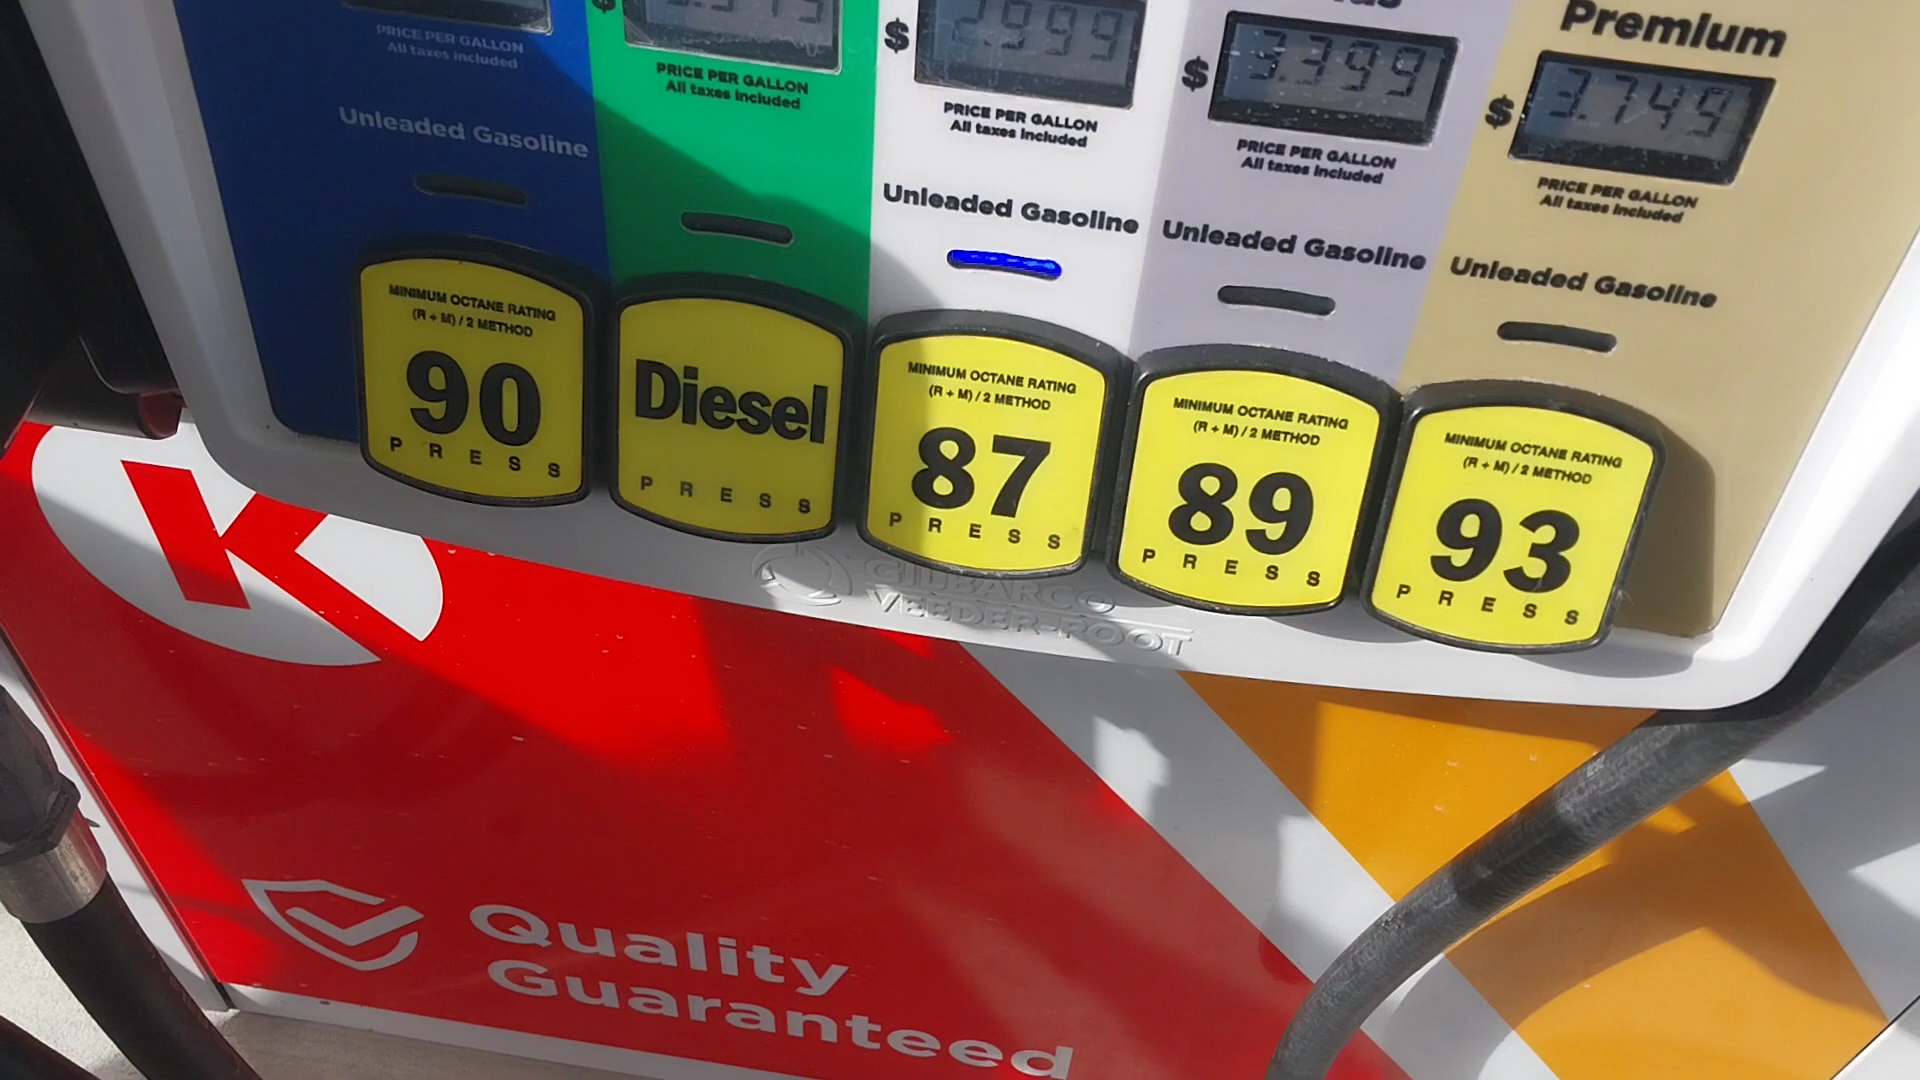 PRICE PER GALLON
All taxes included
Unleaded Gasoline
MINIMUM OCTANE RATING
(R + M) / 2 METHOD
90
PRESS
$
PRICE PER GALLON
All taxes included
Diesel
PRESS
$ 2.999
PRICE PER GALLON
All taxes included
Unleaded Gasoline
MINIMUM OCTANE RATING
(R + M) / 2 METHOD
87
PRESS
$ 3.399
PRICE PER GALLON
All taxes included
Unleaded Gasoline
MINIMUM OCTANE RATING
(R + M) / 2 METHOD
89
PRESS
Premium
$ 3.749
PRICE PER GALLON
All taxes included
Unleaded Gasoline
MINIMUM OCTANE RATING
(R + M) / 2 METHOD
93
PRESS
GILBARCO
VEEDER-ROOT
K
Quality
Guaranteed